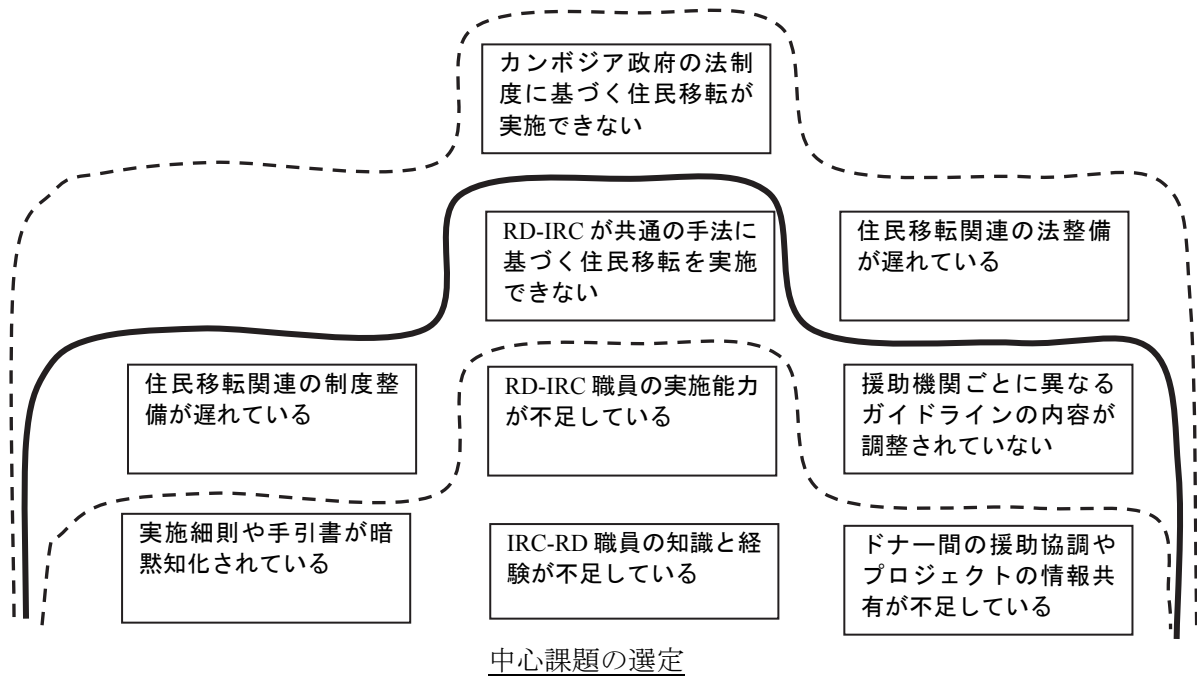 カンボジア政府の法制
度に基づく住民移転が
実施できない
RD-IRC が共通の手法に
基づく住民移転を実施
できない
住民移転関連の法整備
が遅れている
住民移転関連の制度整
備が遅れている
RD-IRC 職員の実施能力
が不足している
援助機関ごとに異なる
ガイドラインの内容が
調整されていない
実施細則や手引書が暗
黙知化されている
IRC-RD 職員の知識と経
験が不足している
ドナー間の援助協調や
プロジェクトの情報共
有が不足している
中心課題の選定